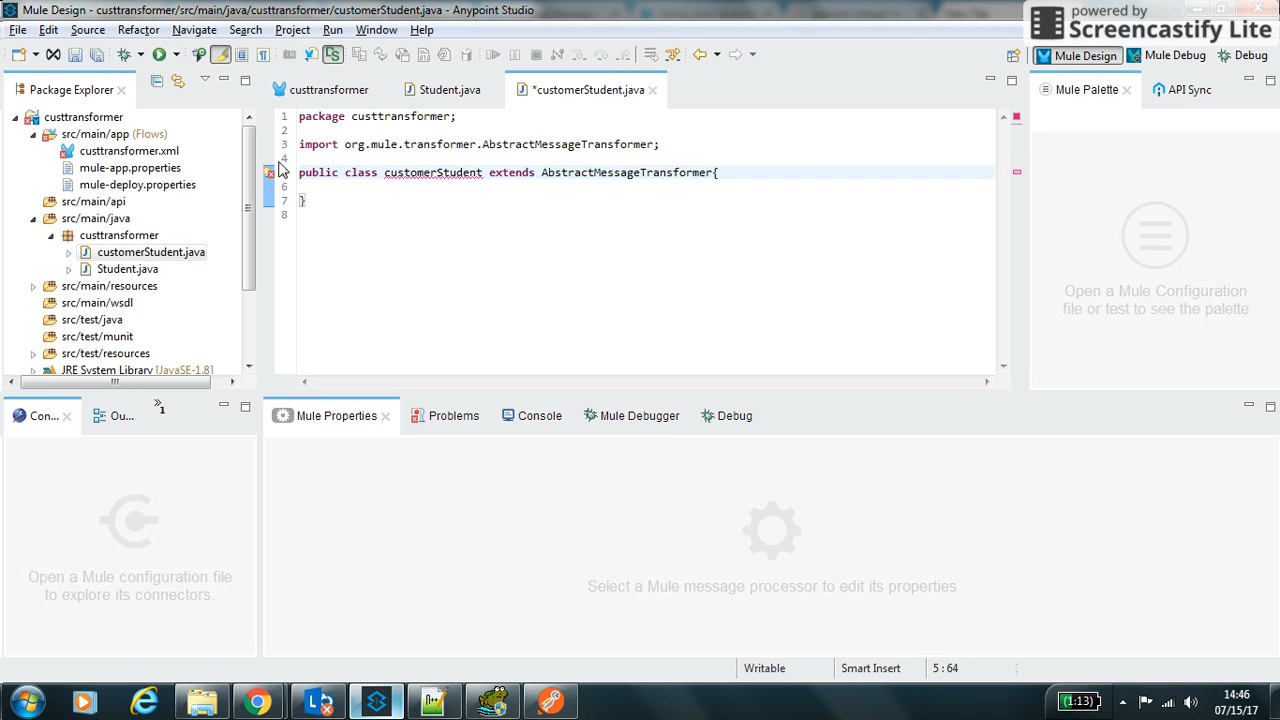 Mule Design - custtransformer/src/main/java/custtransformer/customerStudent.java - Anypoint Studio
powered by
Screencastify Lite
File Edit Source Refactor Navigate Search Project Run Window Help
Mule Design Mule Debug Debug
Package Explorer
custtransformer Student.java *customerStudent.java
Mule Palette API Sync
custtransformer
src/main/app (Flows)
custtransformer.xml
mule-app.properties
mule-deploy.properties
src/main/api
src/main/java
custtransformer
customerStudent.java
Student.java
src/main/resources
src/main/wsdl
src/test/java
src/test/munit
src/test/resources
JRE System Library [JavaSE-1.8]
1 package custtransformer;
2
3 import org.mule.transformer.AbstractMessageTransformer;
4
public class customerStudent extends AbstractMessageTransformer{
6
7 }
8
Open a Mule Configuration
file or test to see the palette
Con... Ou... »1
Mule Properties Problems Console Mule Debugger Debug
Open a Mule configuration file
to explore its connectors.
Select a Mule message processor to edit its properties
Writable Smart Insert 5 : 64
(1:13)
14:46
07/15/17